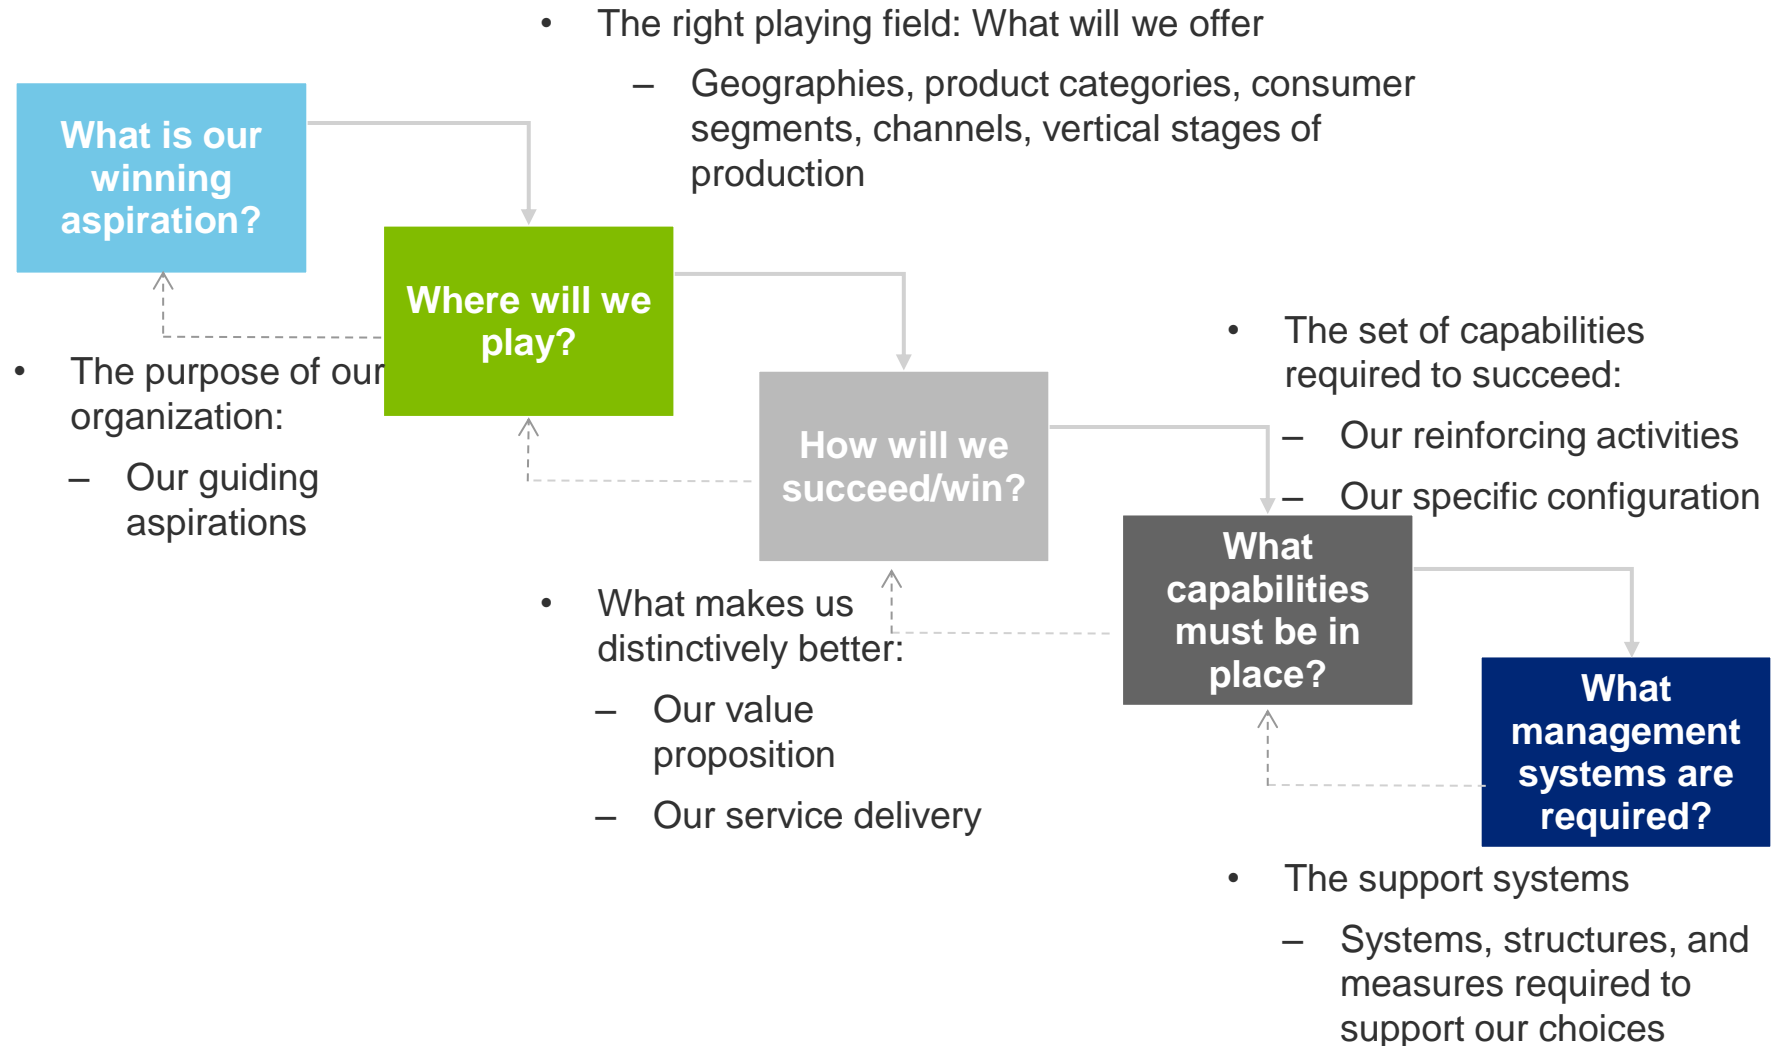 • The right playing field: What will we offer
– Geographies, product categories, consumer
segments, channels, vertical stages of
production
What is our
winning
aspiration?
• The purpose of our
organization:
– Our guiding
aspirations
Where will we
play?
How will we
succeed/win?
• What makes us
distinctively better:
– Our value
proposition
– Our service delivery
• The set of capabilities
required to succeed:
– Our reinforcing activities
– Our specific configuration
What
capabilities
must be in
place?
What
management
systems are
required?
• The support systems
– Systems, structures, and
measures required to
support our choices